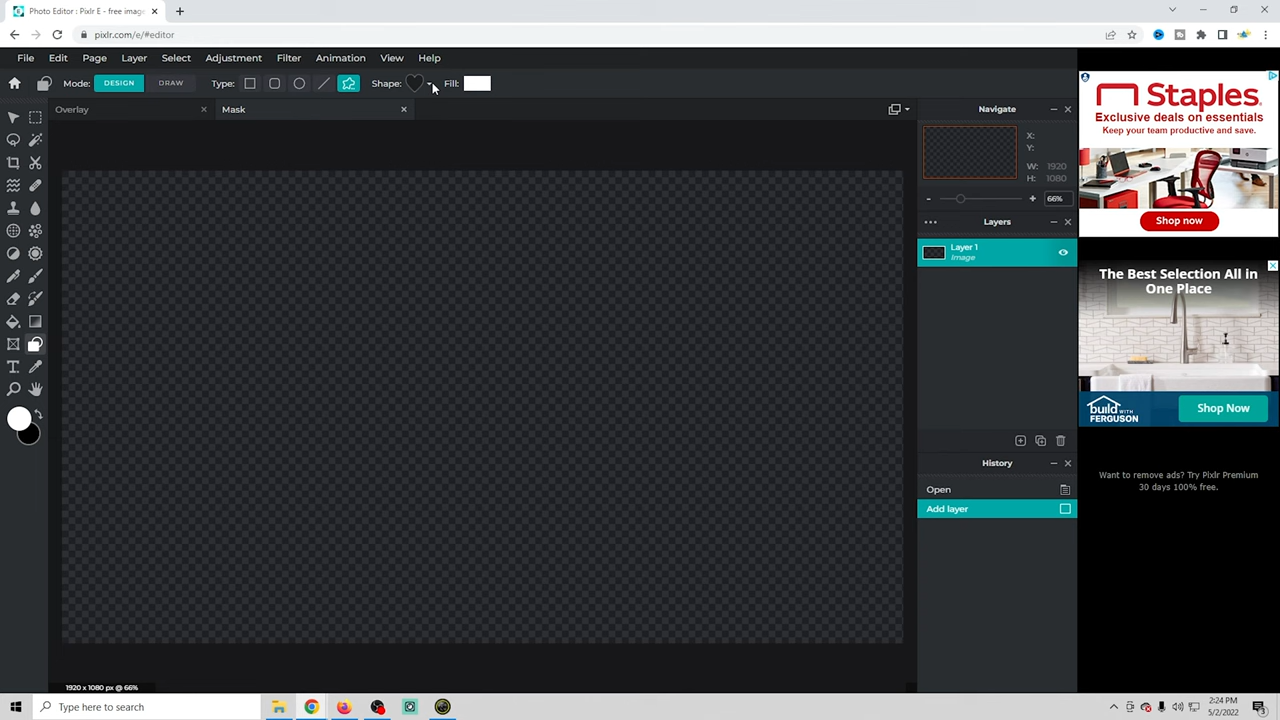 Photo Editor : Pixlr E - free imag
pixlr.com/e/#editor
File Edit Page Layer Select Adjustment Filter Animation View Help
Mode: DESIGN DRAW Type: Shape: Fill:
Overlay
Mask
Navigate
X:
Y:
W: 1920
H: 1080
66%
Layers
Layer 1
Image
History
Open
Add layer
1920 x 1080 px @ 66%
Staples
Exclusive deals on essentials
Keep your team productive and save.
Shop now
The Best Selection All in
One Place
build WITH
FERGUSON
Shop Now
Want to remove ads? Try Pixlr Premium
30 days 100% free.
Type here to search
2:24 PM
5/2/2022
3